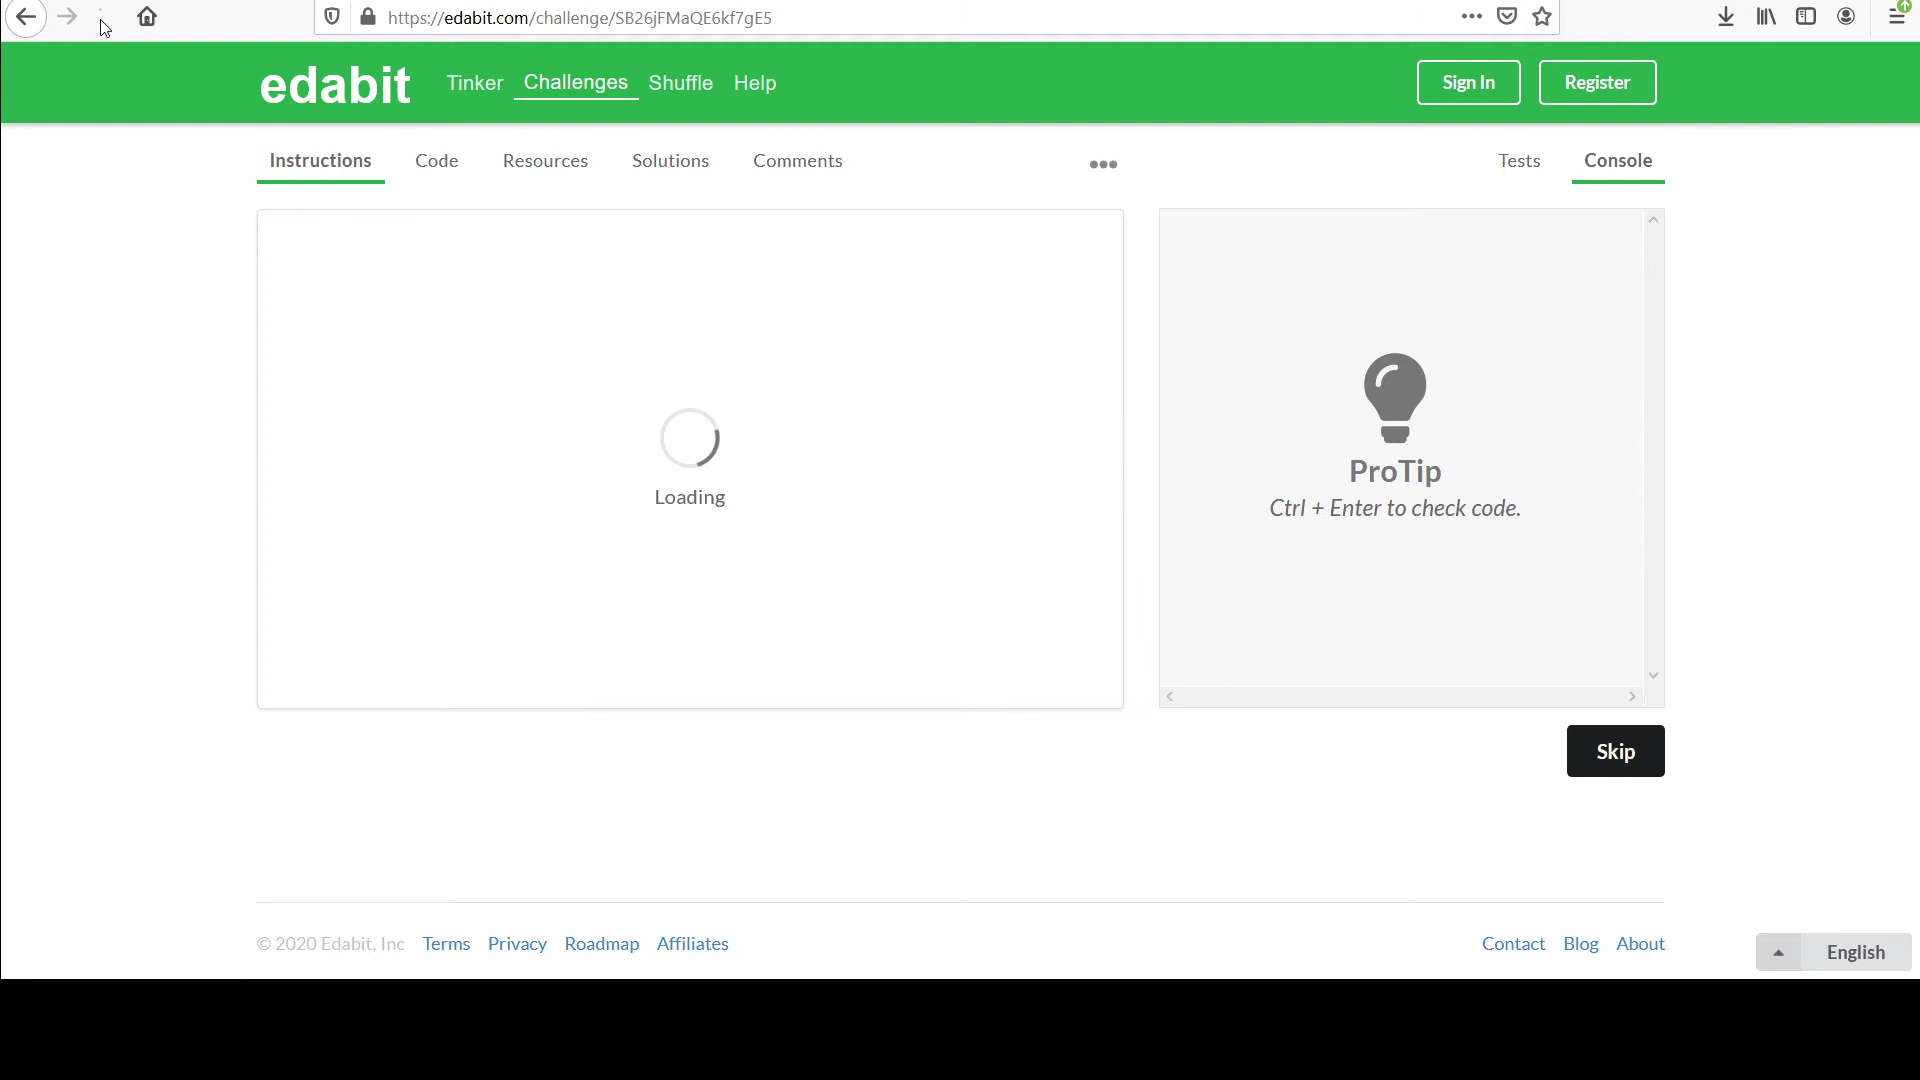 https://edabit.com/challenge/SB26jFMaQE6kf7gE5
edabit Tinker Challenges Shuffle Help Sign In Register
Instructions Code Resources Solutions Comments ••• Tests Console
Loading
ProTip
Ctrl + Enter to check code.
Skip
© 2020 Edabit, Inc Terms Privacy Roadmap Affiliates Contact Blog About
English